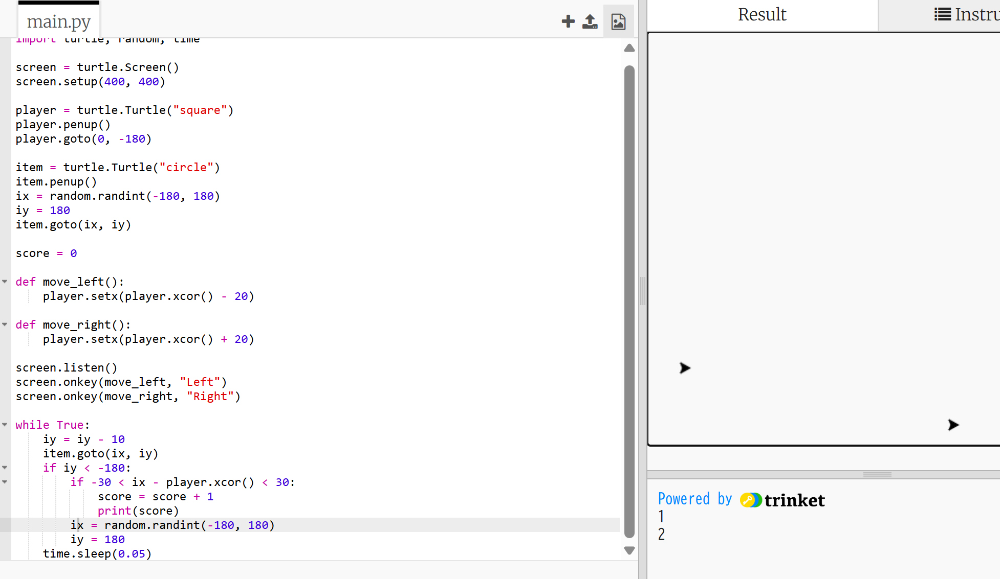 main.py
Result
Instru
import turtle, random, time
screen = turtle.Screen()
screen.setup(400, 400)
player = turtle.Turtle("square")
player.penup()
player.goto(0, -180)
item = turtle.Turtle("circle")
item.penup()
ix = random.randint(-180, 180)
iy = 180
item.goto(ix, iy)
score = 0
def move_left():
    player.setx(player.xcor() - 20)
def move_right():
    player.setx(player.xcor() + 20)
screen.listen()
screen.onkey(move_left, "Left")
screen.onkey(move_right, "Right")
while True:
    iy = iy - 10
    item.goto(ix, iy)
    if iy < -180:
        if -30 < ix - player.xcor() < 30:
            score = score + 1
            print(score)
        ix = random.randint(-180, 180)
        iy = 180
    time.sleep(0.05)
Powered by trinket
1
2